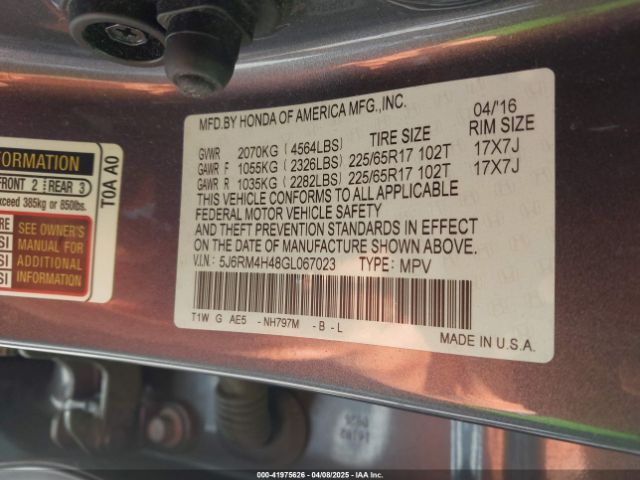 MFD.BY HONDA OF AMERICA MFG.,INC. 04/'16
GVWR 2070KG ( 4564LBS) TIRE SIZE RIM SIZE
GAWR F 1055KG ( 2326LBS) 225/65R17 102T 17X7J
GAWR R 1035KG ( 2282LBS) 225/65R17 102T 17X7J
THIS VEHICLE CONFORMS TO ALL APPLICABLE
FEDERAL MOTOR VEHICLE SAFETY
AND THEFT PREVENTION STANDARDS IN EFFECT
ON THE DATE OF MANUFACTURE SHOWN ABOVE.
V.I.N: 5J6RM4H48GL067023 TYPE: MPV
T1W G AE5 -NH797M -B-L
MADE IN U.S.A.
FORMATION
FRONT 2 REAR 3
xceed 385kg or 850lbs.
T0A A0
RE
SI
SI
SEE OWNER'S
MANUAL FOR
ADDITIONAL
INFORMATION
000-41975626 - 04/08/2025 - IAA Inc.